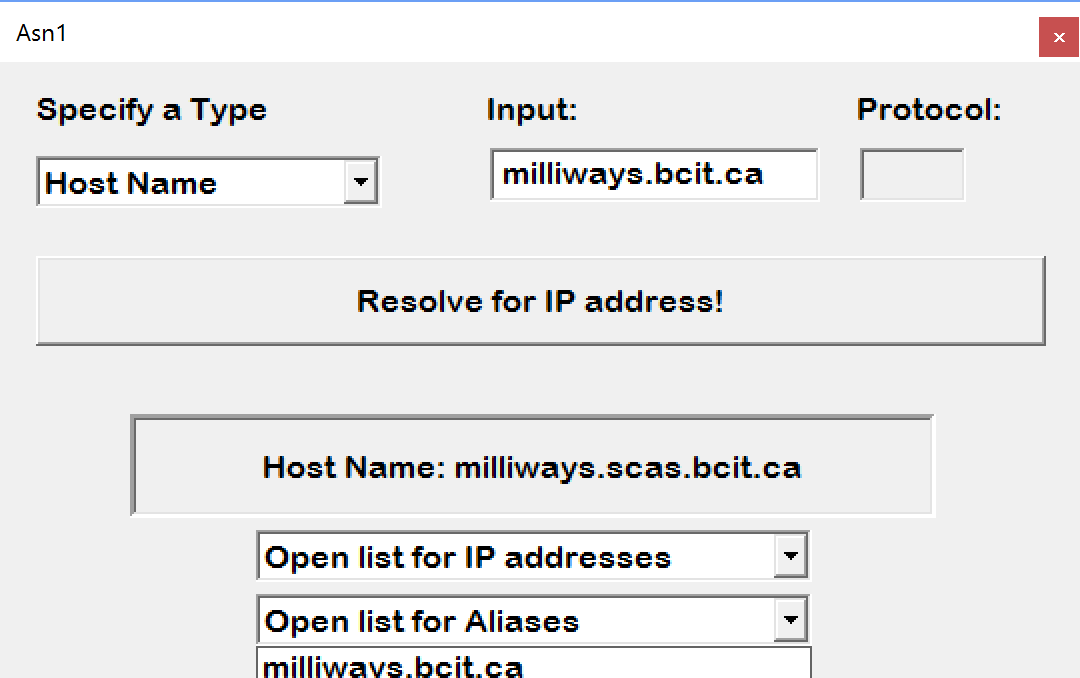 Asn1
Specify a Type Input: Protocol:
Host Name milliways.bcit.ca
Resolve for IP address!
Host Name: milliways.scas.bcit.ca
Open list for IP addresses
Open list for Aliases
milliways.bcit.ca